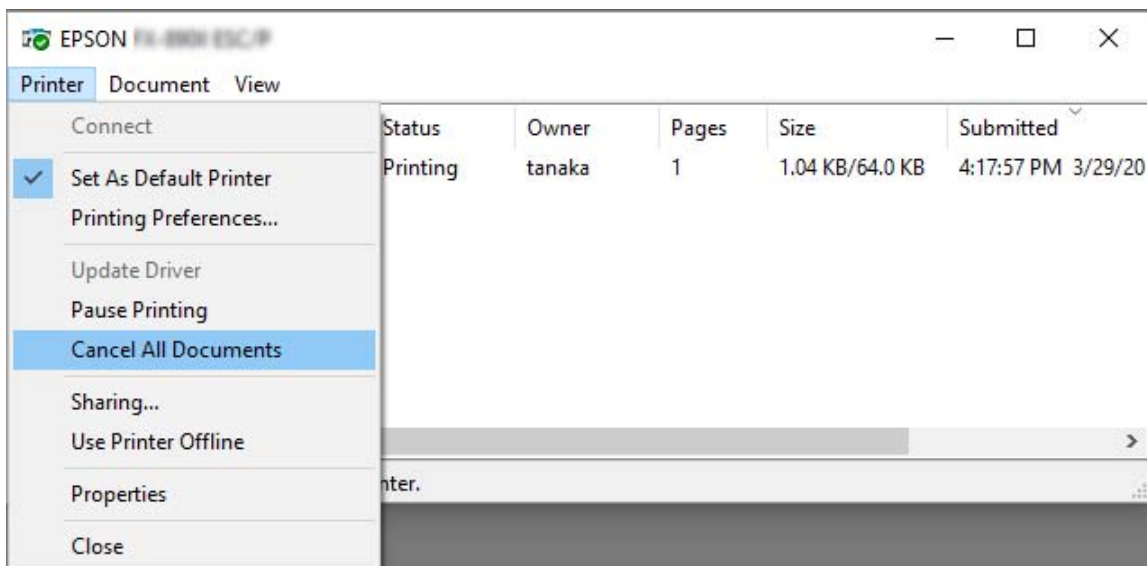 EPSON
Printer Document View
Connect
Status Owner Pages Size Submitted
Set As Default Printer
Printing 	tanaka 1 1.04 KB/64.0 KB 4:17:57 PM 3/29/20
Printing Preferences...
Update Driver
Pause Printing
Cancel All Documents
Sharing...
Use Printer Offline
Properties
nter.
Close